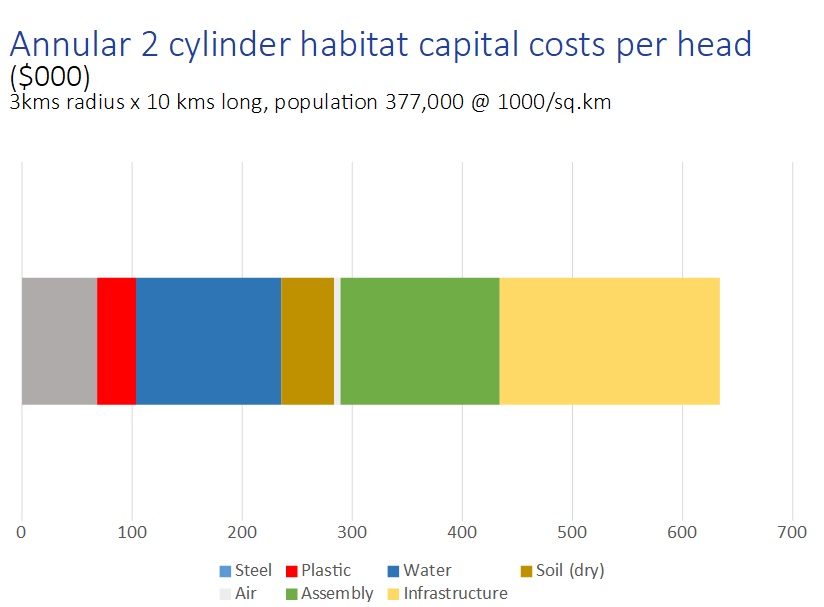 Annular 2 cylinder habitat capital costs per head
($000)
3kms radius x 10 kms long, population 377,000 @ 1000/sq.km
0 100 200 300 400 500 600 700
Steel Plastic Water Soil (dry)
Air Assembly Infrastructure